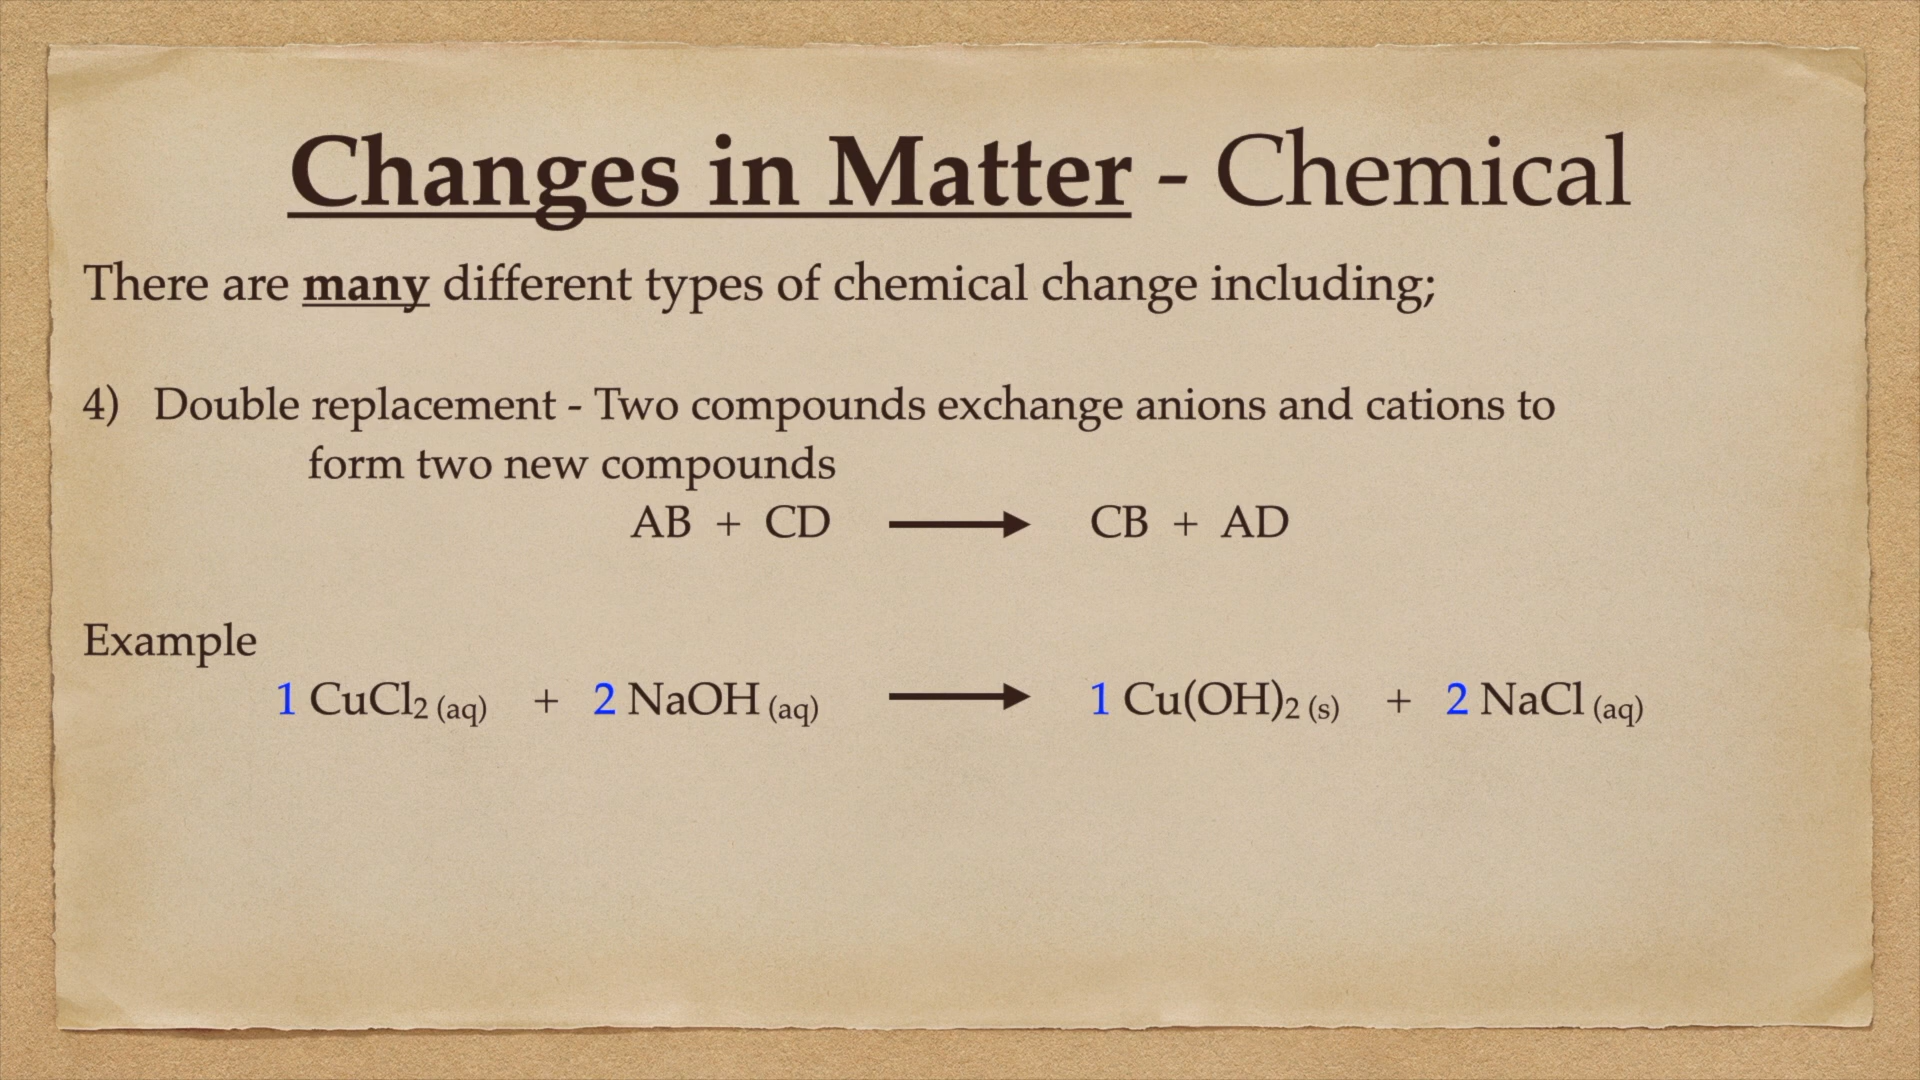 Changes in Matter - Chemical
There are many different types of chemical change including;
4) Double replacement - Two compounds exchange anions and cations to
form two new compounds
AB + CD ⟶ CB + AD
Example
1 CuCl₂ (aq) + 2 NaOH (aq) ⟶ 1 Cu(OH)₂ (s) + 2 NaCl (aq)